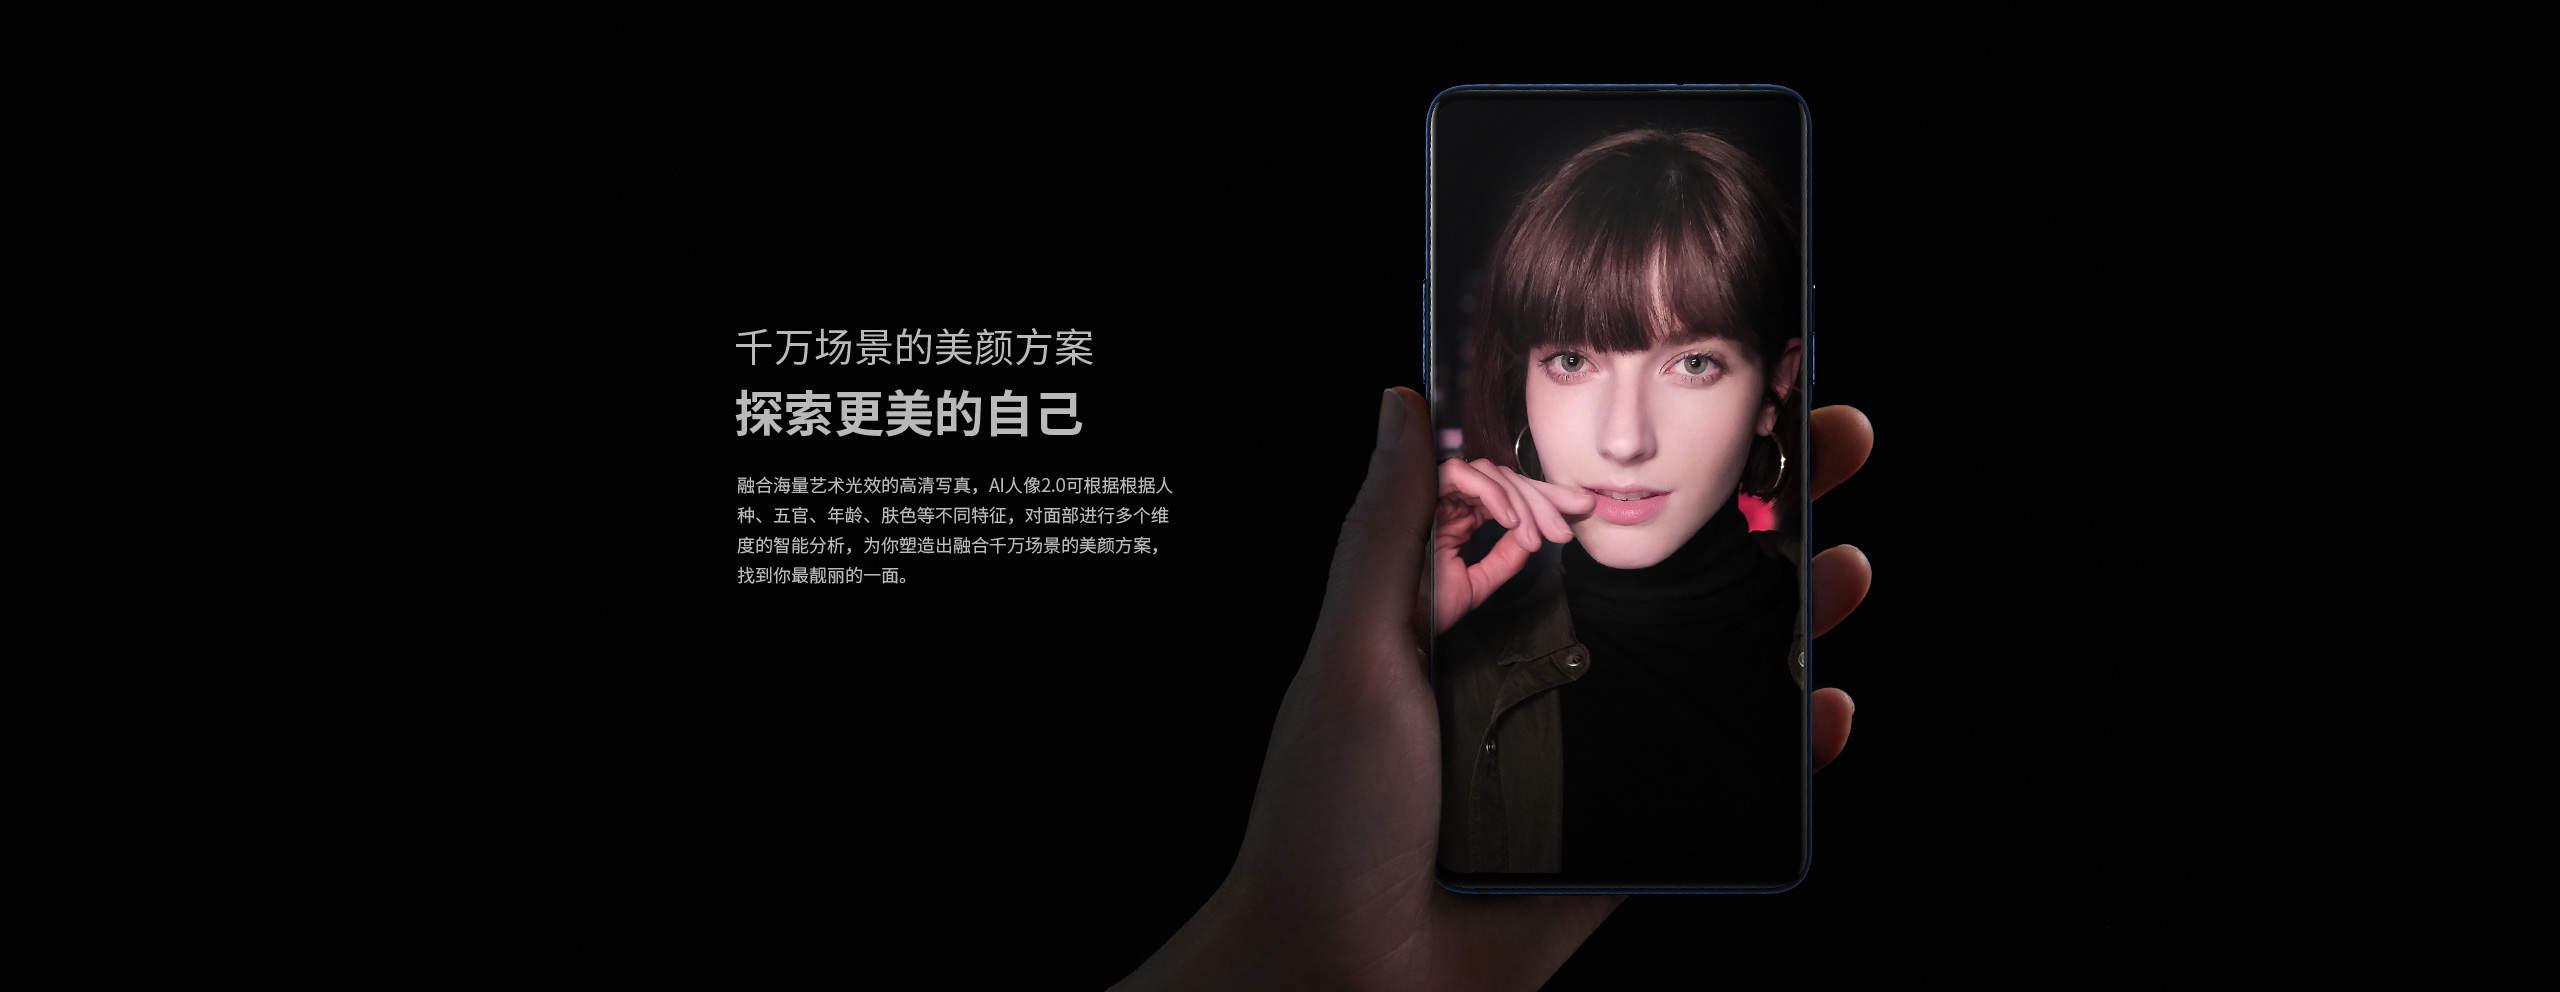 千万场景的美颜方案
探索更美的自己
融合海量艺术光效的高清写真，AI人像2.0可根据根据人
种、五官、年龄、肤色等不同特征，对面部进行多个维
度的智能分析，为你塑造出融合千万场景的美颜方案，
找到你最靓丽的一面。